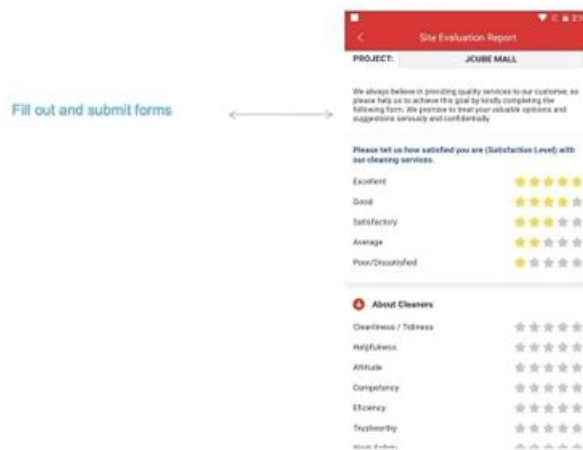 Site Evaluation Report
PROJECT: JCUBE MALL
We always believe in providing quality services to our customer, so
please help us to achieve this goal by kindly completing the
following form. We promise to treat your valuable opinions and
suggestions seriously and confidentially.
Fill out and submit forms
Please tell us how satisfied you are (Satisfaction Level) with
our cleaning services.
Excellent
Good
Satisfactory
Average
Poor/Dissatisfied
About Cleaners
Cleanliness / Tidiness
Helpfulness
Attitude
Competency
Eficiency
Trustworthy
Work Safety